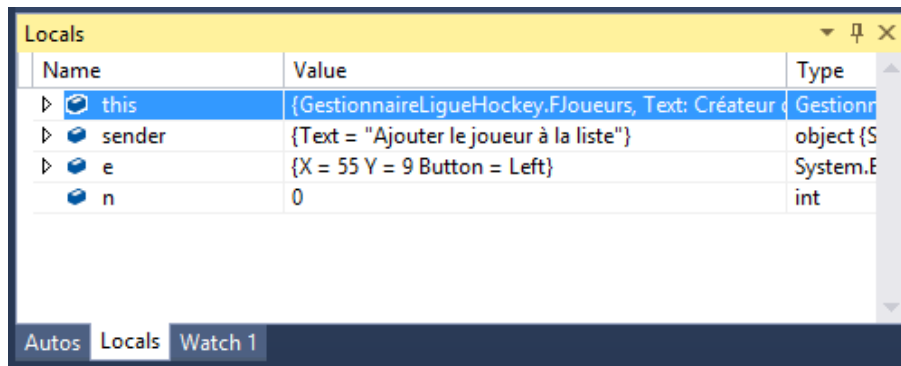 Locals
Name Value Type
this {GestionnaireLigueHockey.FJoueurs, Text: Créateur Gestionn
sender {Text = "Ajouter le joueur à la liste"} object {S
e {X = 55 Y = 9 Button = Left} System.E
n 0 int
Autos Locals Watch 1